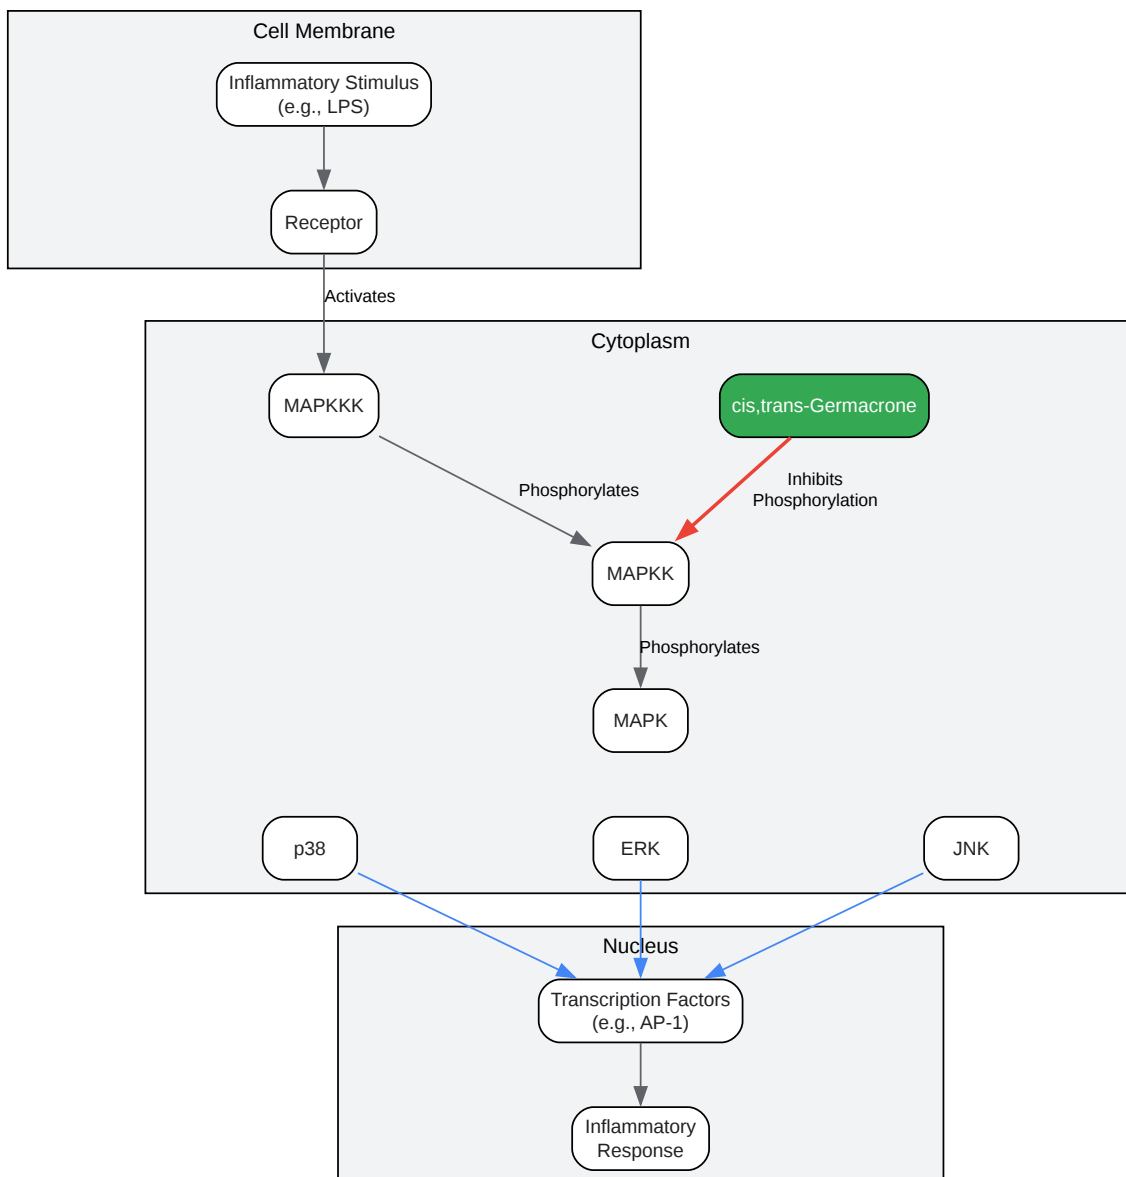 Cell Membrane
Inflammatory Stimulus
(e.g., LPS)
Receptor
Activates
Cytoplasm
MAPKKK
cis,trans-Germacrone
Phosphorylates
Inhibits
Phosphorylation
MAPKK
Phosphorylates
MAPK
p38
ERK
JNK
Nucleus
Transcription Factors
(e.g., AP-1)
Inflammatory
Response